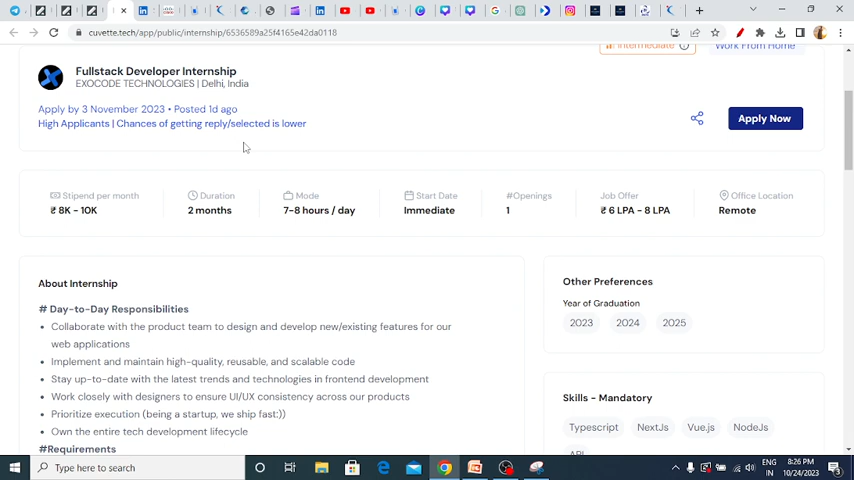 cuvette.tech/app/public/internship/6536589a25f4165e42da0118
Intermediate
Work From Home
Fullstack Developer Internship
EXOCODE TECHNOLOGIES | Delhi, India
Apply by 3 November 2023 • Posted 1d ago
High Applicants | Chances of getting reply/selected is lower
Apply Now
Stipend per month
Duration
Mode
Start Date
#Openings
Job Offer
Office Location
₹ 8K - 10K
2 months
7-8 hours / day
Immediate
1
₹ 6 LPA - 8 LPA
Remote
About Internship
# Day-to-Day Responsibilities
• Collaborate with the product team to design and develop new/existing features for our
web applications
• Implement and maintain high-quality, reusable, and scalable code
• Stay up-to-date with the latest trends and technologies in frontend development
• Work closely with designers to ensure UI/UX consistency across our products
• Prioritize execution (being a startup, we ship fast:))
• Own the entire tech development lifecycle
#Requirements
Other Preferences
Year of Graduation
2023
2024
2025
Skills - Mandatory
Typescript
NextJs
Vue.js
NodeJs
API
Type here to search
ENG
IN
8:26 PM
10/24/2023
3